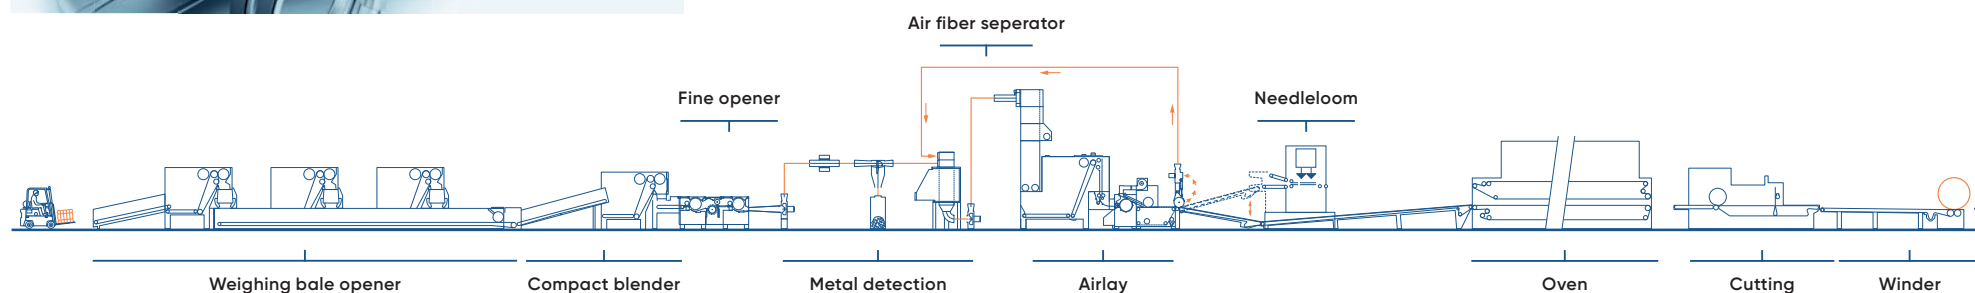 Air fiber seperator
Fine opener
Needleloom
Weighing bale opener
Compact blender
Metal detection
Airlay
Oven
Cutting
Winder